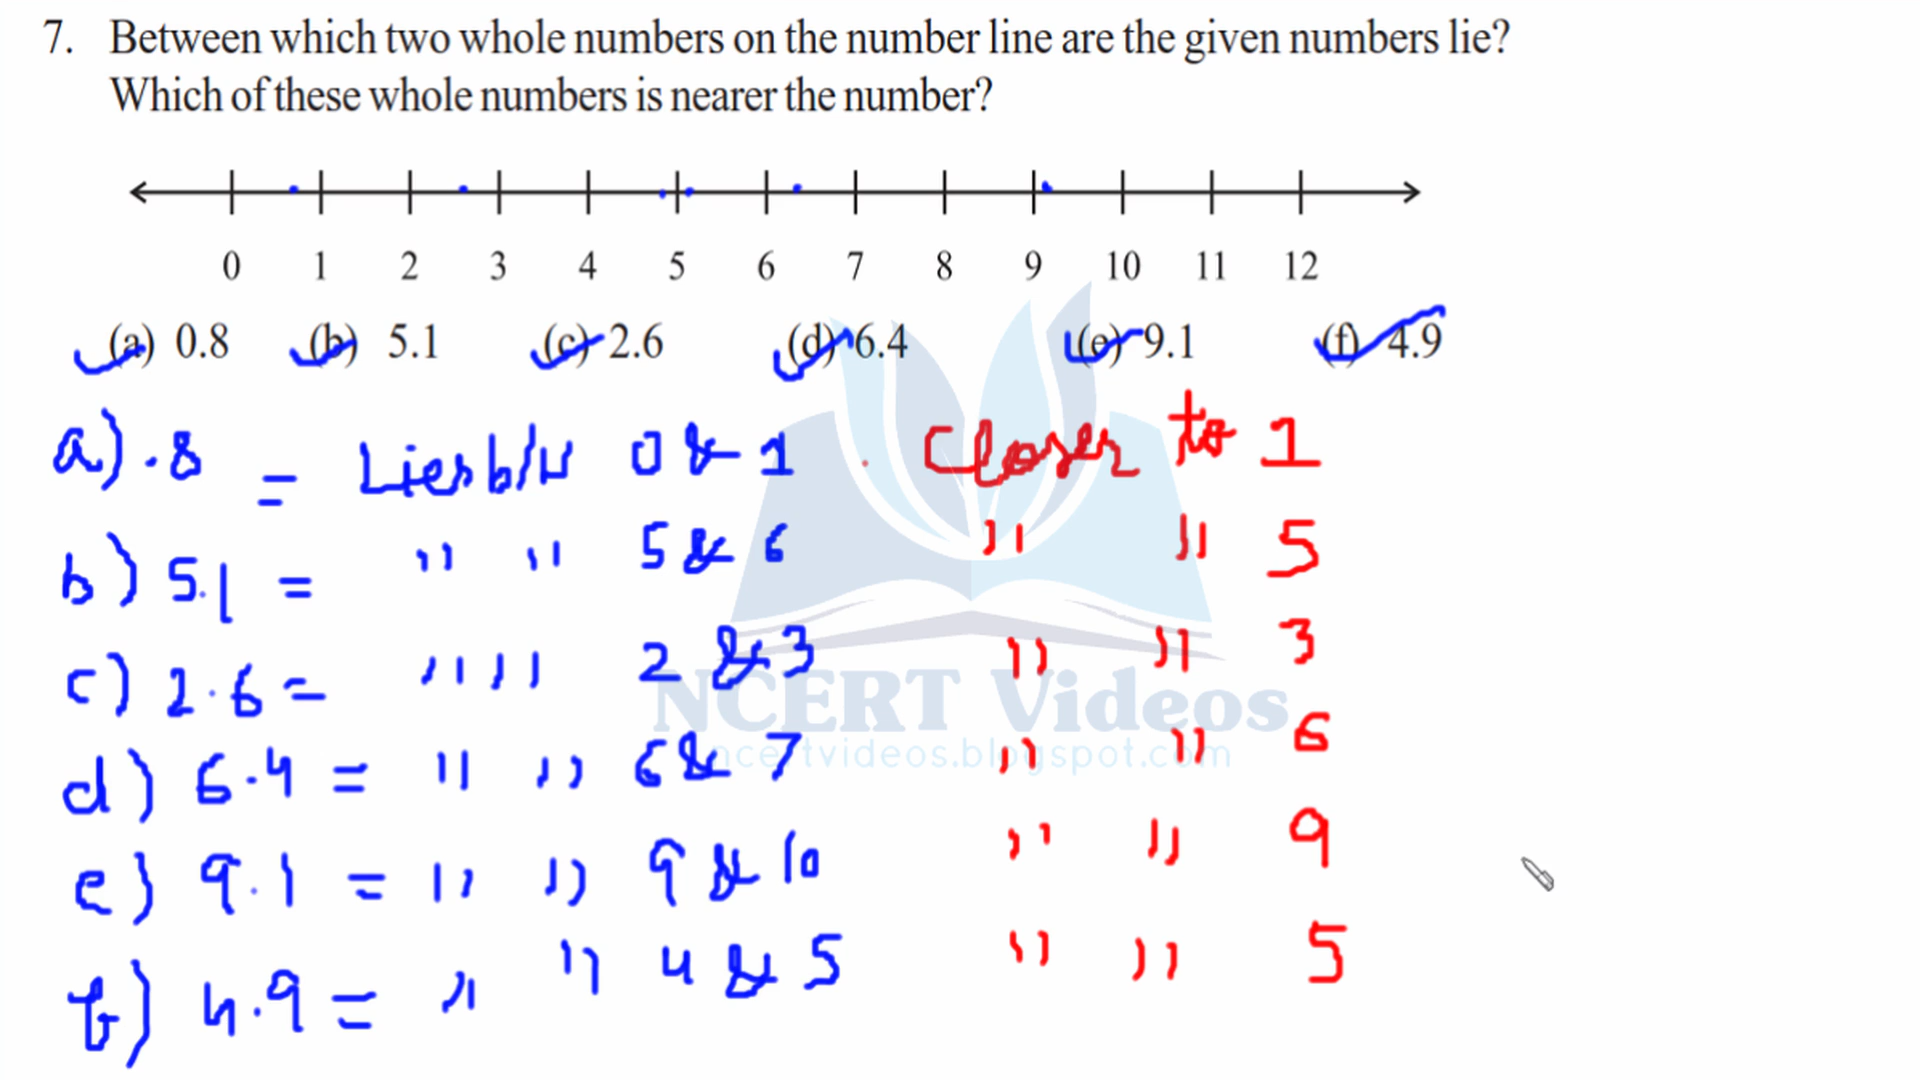 7. Between which two whole numbers on the number line are the given numbers lie?
Which of these whole numbers is nearer the number?
0 1 2 3 4 5 6 7 8 9 10 11 12
(a) 0.8 (b) 5.1 (c) 2.6 (d) 6.4 (e) 9.1 (f) 4.9
a) .8 = Lies b/w 0 & 1 Closer to 1
b) 5.1 = " " 5 & 6 " " 5
c) 2.6 = " " 2 & 3 " " 3
NCERT Videos
d) 6.4 = " " 6 & 7 " " 6
ncertvideos.blogspot.com
e) 9.1 = " " 9 & 10 " " 9
f) 4.9 = " " 4 & 5 " " 5